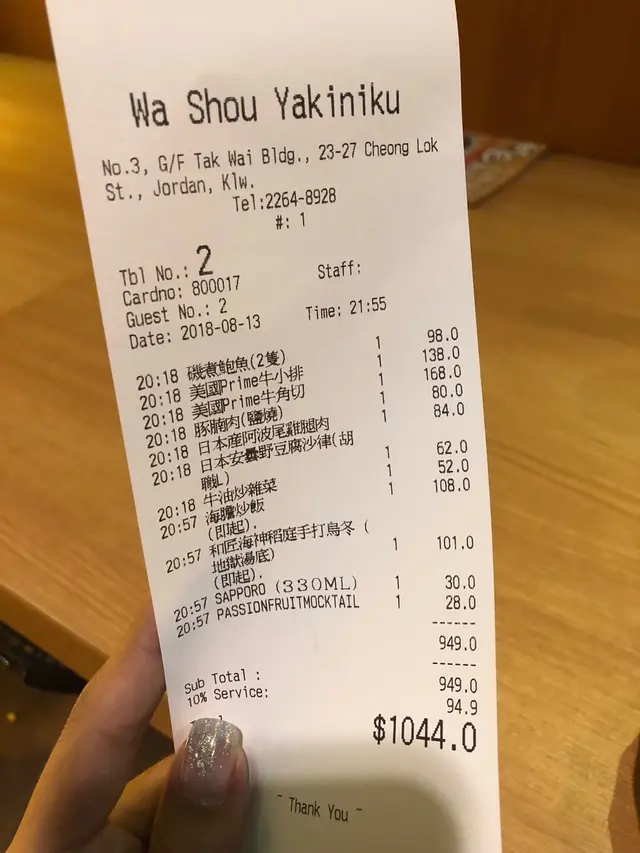 Wa Shou Yakiniku
No.3, G/F Tak Wai Bldg., 23-27 Cheong Lok
St., Jordan, Klw.
Tel:2264-8928
#: 1
Tbl No.: 2
Cardno: 800017 Staff:
Guest No.: 2
Date: 2018-08-13 Time: 21:55
20:18 磯煮鮑魚(2隻) 1 98.0
20:18 美國Prime牛小排 1 138.0
20:18 美國Prime牛角切 1 168.0
20:18 豚腩肉(鹽燒) 1 80.0
20:18 日本産阿波尾雞腿肉 1 84.0
20:18 日本安曇野豆腐沙律(胡
職L) 1 62.0
20:18 牛油炒雜菜 1 52.0
20:57 海膽炒飯 1 108.0
(即起).
20:57 和匠海神稻庭手打烏冬(
地獄湯底) 1 101.0
(即起).
20:57 SAPPORO (330ML) 1 30.0
20:57 PASSIONFRUITMOCKTAIL 1 28.0
------
949.0
------
Sub Total : 949.0
10% Service: 94.9
$1044.0
~ Thank You ~